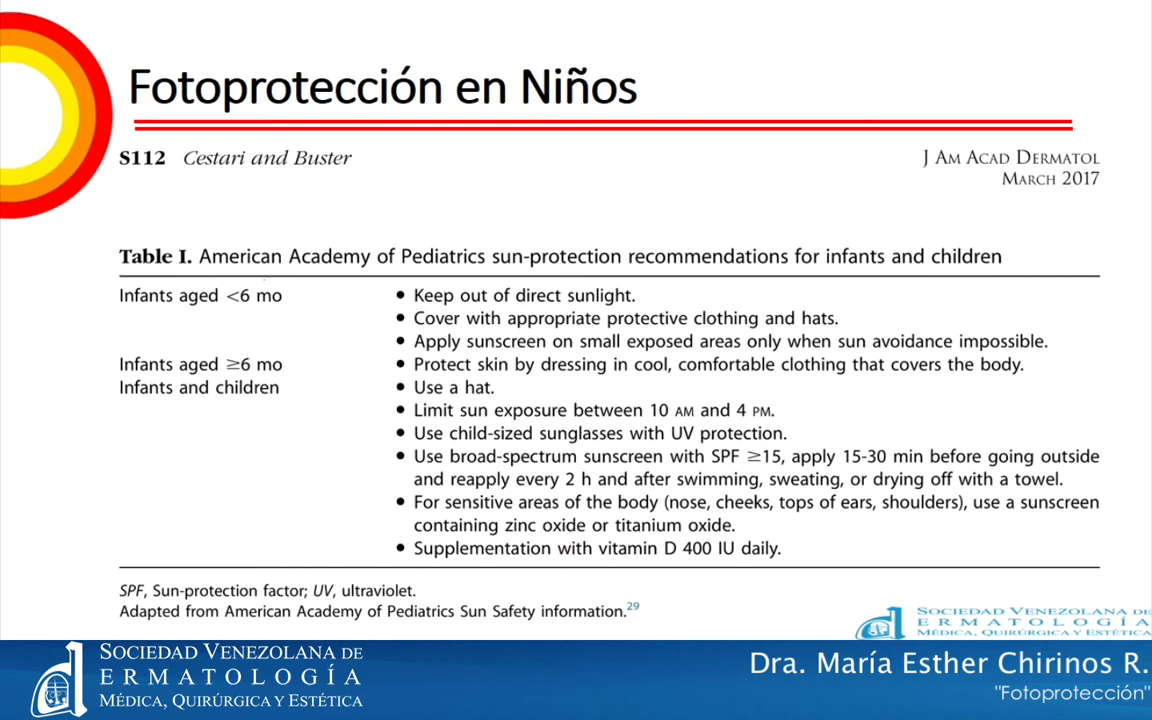 Fotoprotección en Niños
S112 Cestari and Buster
J AM ACAD DERMATOL
MARCH 2017
Table I. American Academy of Pediatrics sun-protection recommendations for infants and children
Infants aged <6 mo
• Keep out of direct sunlight.
• Cover with appropriate protective clothing and hats.
• Apply sunscreen on small exposed areas only when sun avoidance impossible.
Infants aged ≥6 mo
• Protect skin by dressing in cool, comfortable clothing that covers the body.
Infants and children
• Use a hat.
• Limit sun exposure between 10 AM and 4 PM.
• Use child-sized sunglasses with UV protection.
• Use broad-spectrum sunscreen with SPF ≥15, apply 15-30 min before going outside
and reapply every 2 h and after swimming, sweating, or drying off with a towel.
• For sensitive areas of the body (nose, cheeks, tops of ears, shoulders), use a sunscreen
containing zinc oxide or titanium oxide.
• Supplementation with vitamin D 400 IU daily.
SPF, Sun-protection factor; UV, ultraviolet.
Adapted from American Academy of Pediatrics Sun Safety information.29
SOCIEDAD VENEZOLANA DE
ERMATOLOGÍA
MÉDICA, QUIRÚRGICA Y ESTÉTICA
SOCIEDAD VENEZOLANA DE
ERMATOLOGÍA
MÉDICA, QUIRÚRGICA Y ESTÉTICA
Dra. María Esther Chirinos R.
"Fotoprotección"